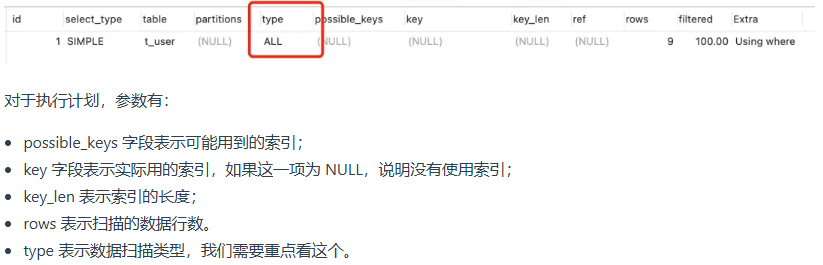 id select_type table partitions type possible_keys key key_len ref rows filtered Extra
1 SIMPLE t_user (NULL) ALL (NULL) (NULL) (NULL) (NULL) 9 100.00 Using where
对于执行计划，参数有：
• possible_keys 字段表示可能用到的索引；
• key 字段表示实际用的索引，如果这一项为 NULL，说明没有使用索引；
• key_len 表示索引的长度；
• rows 表示扫描的数据行数。
• type 表示数据扫描类型，我们需要重点看这个。